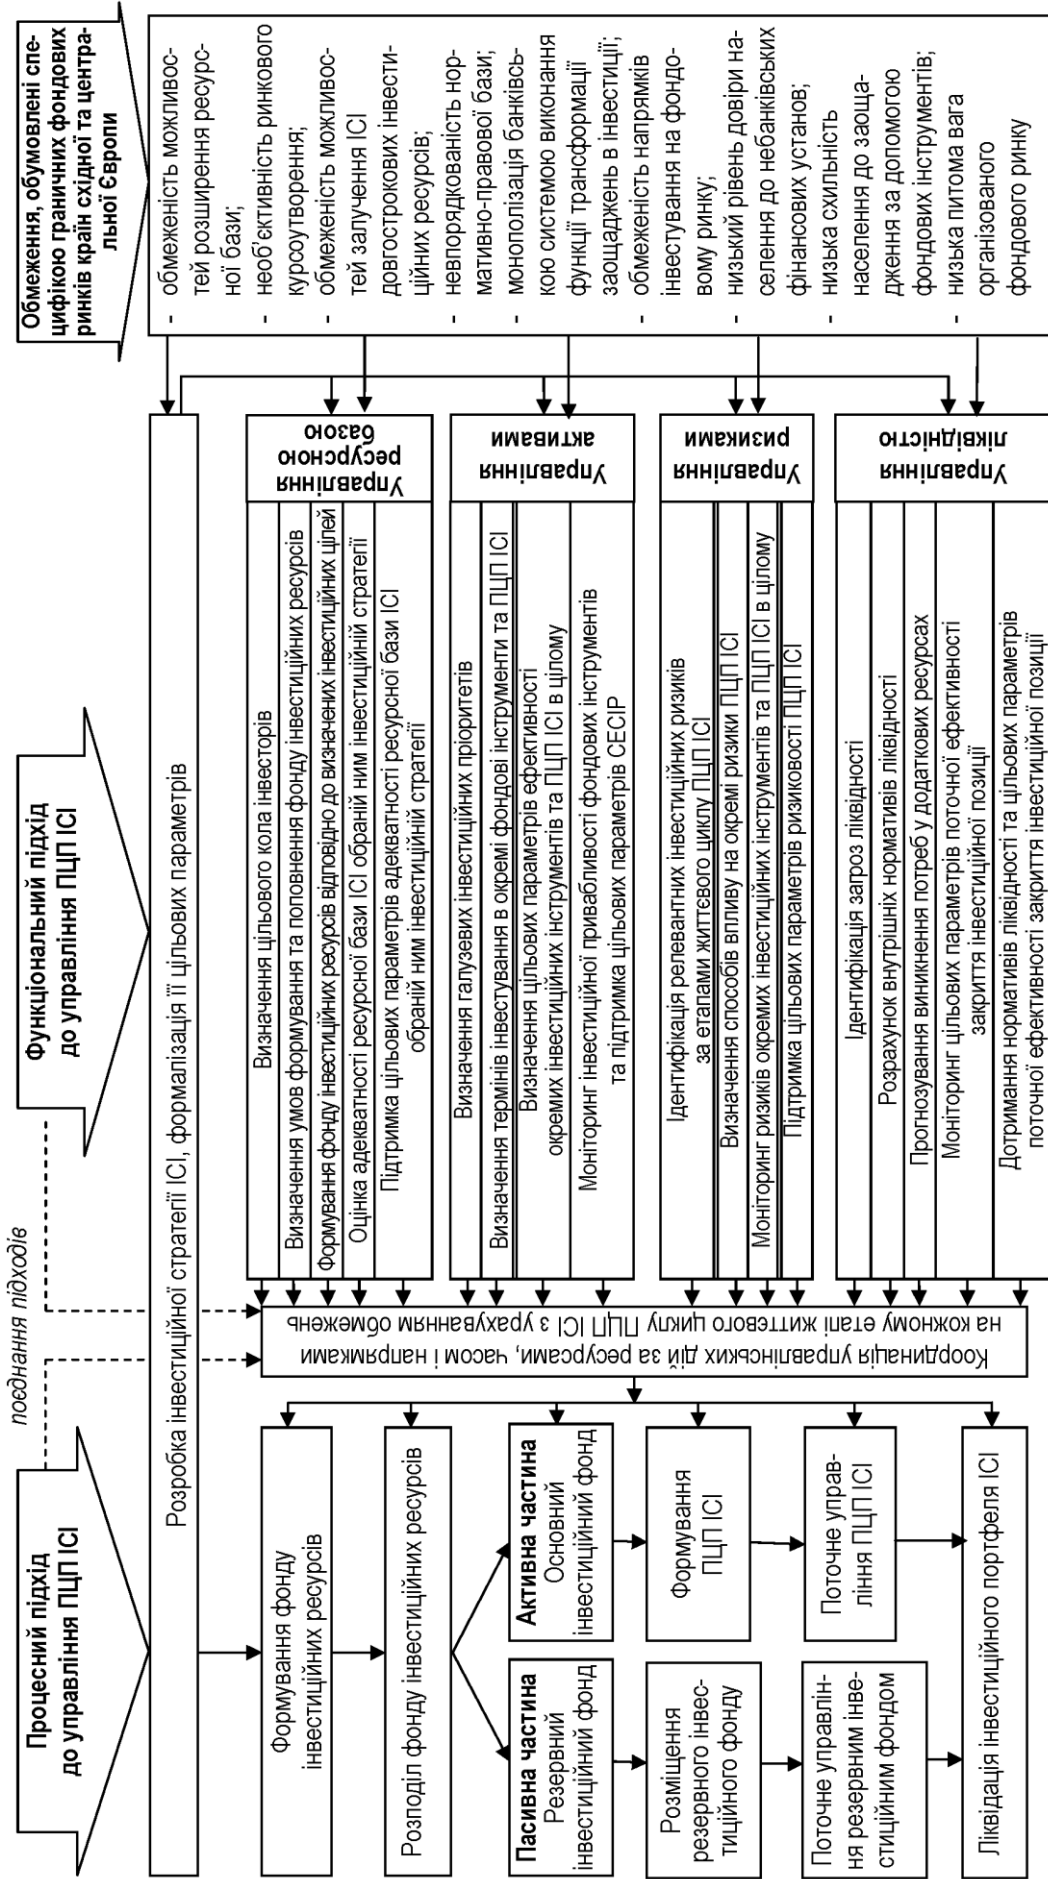 Процесний підхід
до управління ПЦП ІСІ
поєднання підходів
Функціональний підхід
до управління ПЦП ІСІ
Обмеження, обумовлені спе-
цифікою граничних фондових
ринків країн східної та центра-
льної Європи
Розробка інвестиційної стратегії ІСІ, формалізація її цільових параметрів
Формування фонду
інвестиційних ресурсів
Розподіл фонду інвестиційних ресурсів
Пасивна частина
Резервний
інвестиційний фонд
Активна частина
Основний
інвестиційний фонд
Розміщення
резервного інвес-
тиційного фонду
Формування
ПЦП ІСІ
Поточне управлін-
ня резервним інве-
стиційним фондом
Поточне управ-
ління ПЦП ІСІ
Ліквідація інвестиційного портфеля ІСІ
Координація управлінських дій за ресурсами, часом і напрямками
на кожному етапі життєвого циклу ПЦП ІСІ з урахуванням обмежень
Визначення цільового кола інвесторів
Визначення умов формування та поповнення фонду інвестиційних ресурсів
Формування фонду інвестиційних ресурсів відповідно до визначених інвестиційних цілей
Оцінка адекватності ресурсної бази ІСІ обраній ним інвестиційній стратегії
Підтримка цільових параметрів адекватності ресурсної бази ІСІ
обраній ним інвестиційній стратегії
Управління
ресурсною
базою
Визначення галузевих інвестиційних пріоритетів
Визначення термінів інвестування в окремі фондові інструменти та ПЦП ІСІ
Визначення цільових параметрів ефективності
окремих інвестиційних інструментів та ПЦП ІСІ в цілому
Моніторинг інвестиційної привабливості фондових інструментів
та підтримка цільових параметрів СЕСІР
Управління
активами
Ідентифікація релевантних інвестиційних ризиків
за етапами життєвого циклу ПЦП ІСІ
Визначення способів впливу на окремі ризики ПЦП ІСІ
Моніторинг ризиків окремих інвестиційних інструментів та ПЦП ІСІ в цілому
Підтримка цільових параметрів ризиковості ПЦП ІСІ
Управління
ризиками
Ідентифікація загроз ліквідності
Розрахунок внутрішніх нормативів ліквідності
Прогнозування виникнення потреб у додаткових ресурсах
Моніторинг цільових параметрів поточної ефективності
закриття інвестиційної позиції
Дотримання нормативів ліквідності та цільових параметрів
поточної ефективності закриття інвестиційної позиції
Управління
ліквідністю
- обмеженість можливос-
тей розширення ресурс-
ної бази;
- необ'єктивність ринкового
курсоутворення;
- обмеженість можливос-
тей залучення ІСІ
довгострокових інвести-
ційних ресурсів;
- невпорядкованість нор-
мативно-правової бази;
- монополізація банківсь-
кою системою виконання
функції трансформації
заощаджень в інвестиції;
- обмеженість напрямків
інвестування на фондо-
вому ринку;
- низький рівень довіри на-
селення до небанківських
фінансових установ;
- низька схильність
населення до заоща-
дження за допомогою
фондових інструментів;
- низька питома вага
організованого
фондового ринку